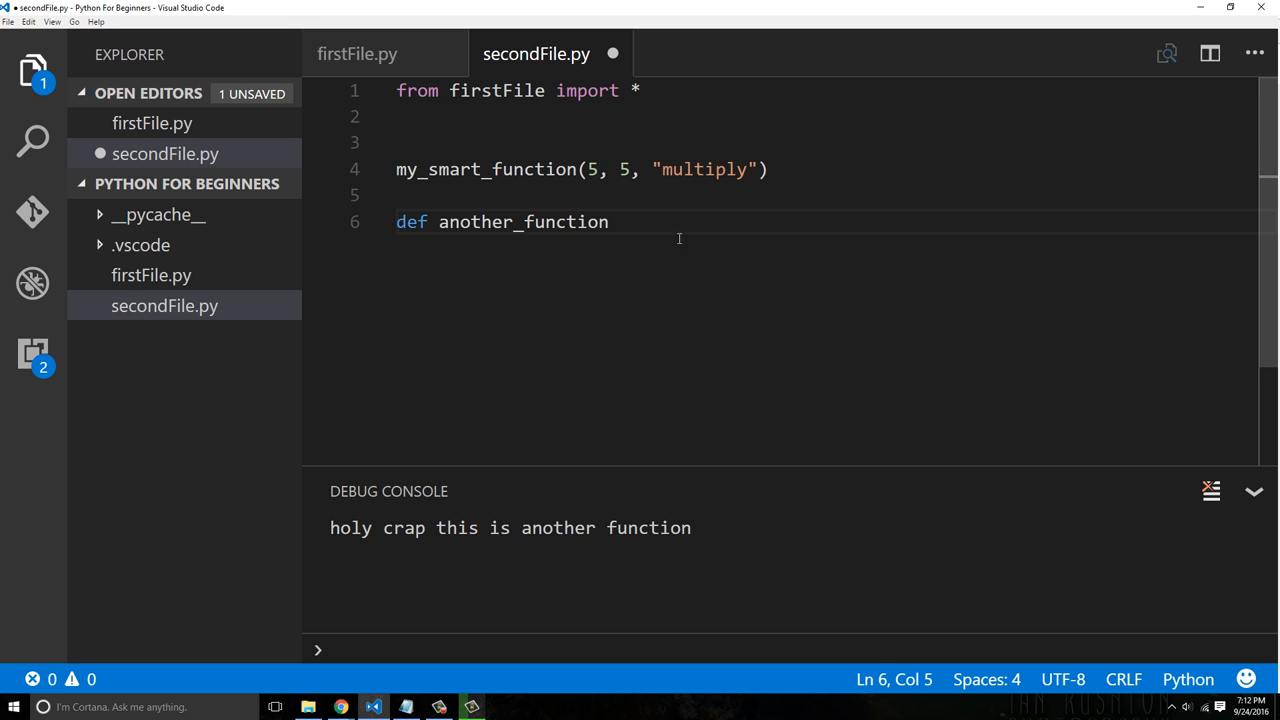 ● secondFile.py - Python For Beginners - Visual Studio Code
File Edit View Go Help
EXPLORER
OPEN EDITORS 1 UNSAVED
firstFile.py
secondFile.py
PYTHON FOR BEGINNERS
__pycache__
.vscode
firstFile.py
secondFile.py
1
2
firstFile.py secondFile.py
1 from firstFile import *
2
3
4 my_smart_function(5, 5, "multiply")
5
6 def another_function
DEBUG CONSOLE
holy crap this is another function
0 0 Ln 6, Col 5 Spaces: 4 UTF-8 CRLF Python
I'm Cortana. Ask me anything.
7:12 PM
9/24/2016